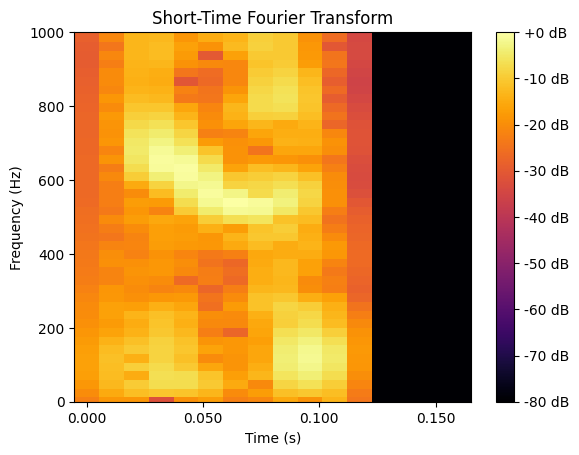 Short-Time Fourier Transform
1000
800
600
400
200
0
Frequency (Hz)
0.000
0.050
0.100
0.150
Time (s)
+0 dB
-10 dB
-20 dB
-30 dB
-40 dB
-50 dB
-60 dB
-70 dB
-80 dB